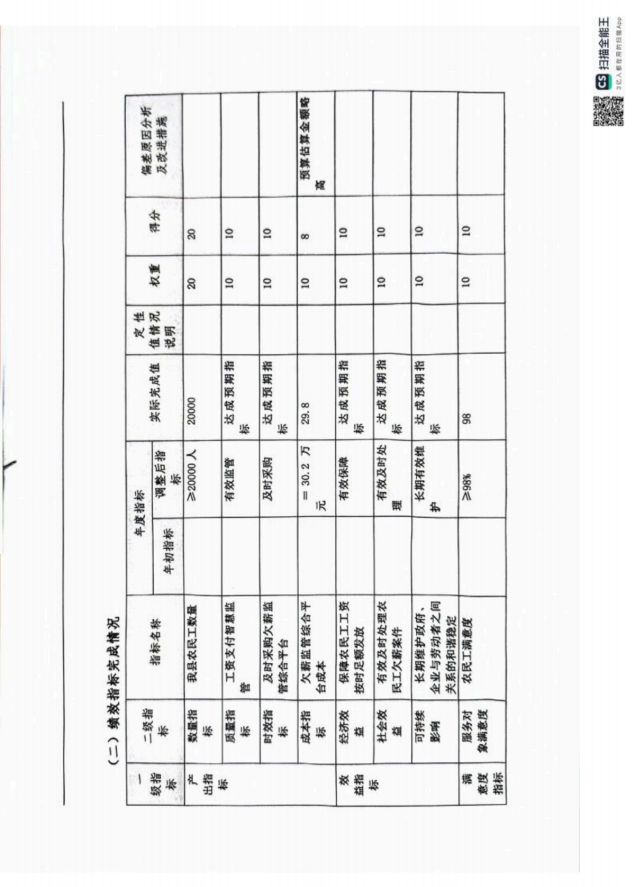 （二）绩效指标完成情况
一级指标 二级指标 指标名称 年度指标 实际完成值 定性值情况说明 权重 得分 偏差原因分析及改进措施
年初指标 调整后指标
产出指标 数量指标 我县农民工数量 ≥20000 人 20000 20 20
质量指标 工资支付智慧监管 有效监管 达成预期指标 10 10
时效指标 及时采购欠薪监管综合平台 及时采购 达成预期指标 10 10
成本指标 欠薪监管综合平台成本 ＝30.2 万元 29.8 10 8 预算估算金额略高
效益指标 经济效益 保障农民工工资按时足额发放 有效保障 达成预期指标 10 10
社会效益 有效及时处理农民工欠薪案件 有效及时处理 达成预期指标 10 10
可持续影响 长期维护政府、企业与劳动者之间关系的和谐稳定 长期有效维护 达成预期指标 10 10
满意度指标 服务对象满意度 农民工满意度 ≥98% 98 10 10
CS 扫描全能王
3亿人都在用的扫描App